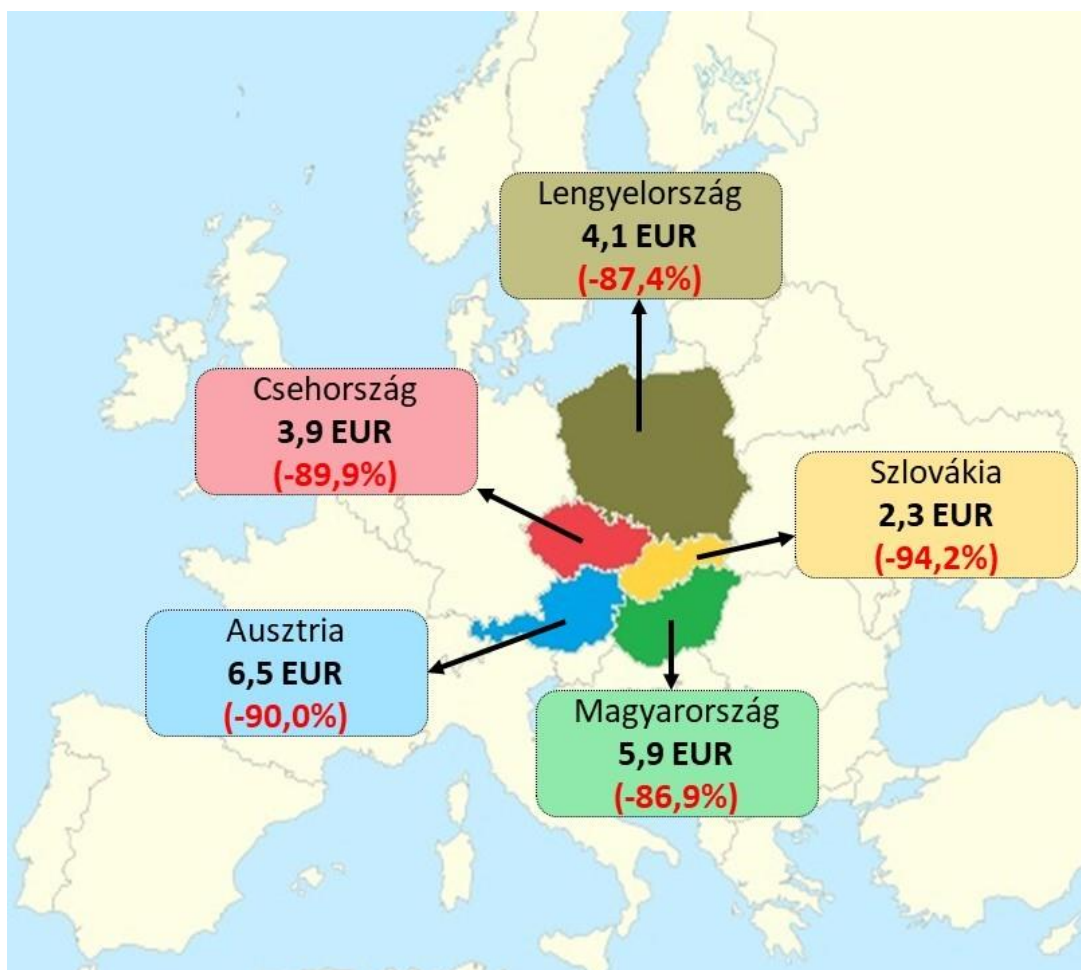 Lengyelország
4,1 EUR
(-87,4%)
Csehország
3,9 EUR
(-89,9%)
Szlovákia
2,3 EUR
(-94,2%)
Ausztria
6,5 EUR
(-90,0%)
Magyarország
5,9 EUR
(-86,9%)